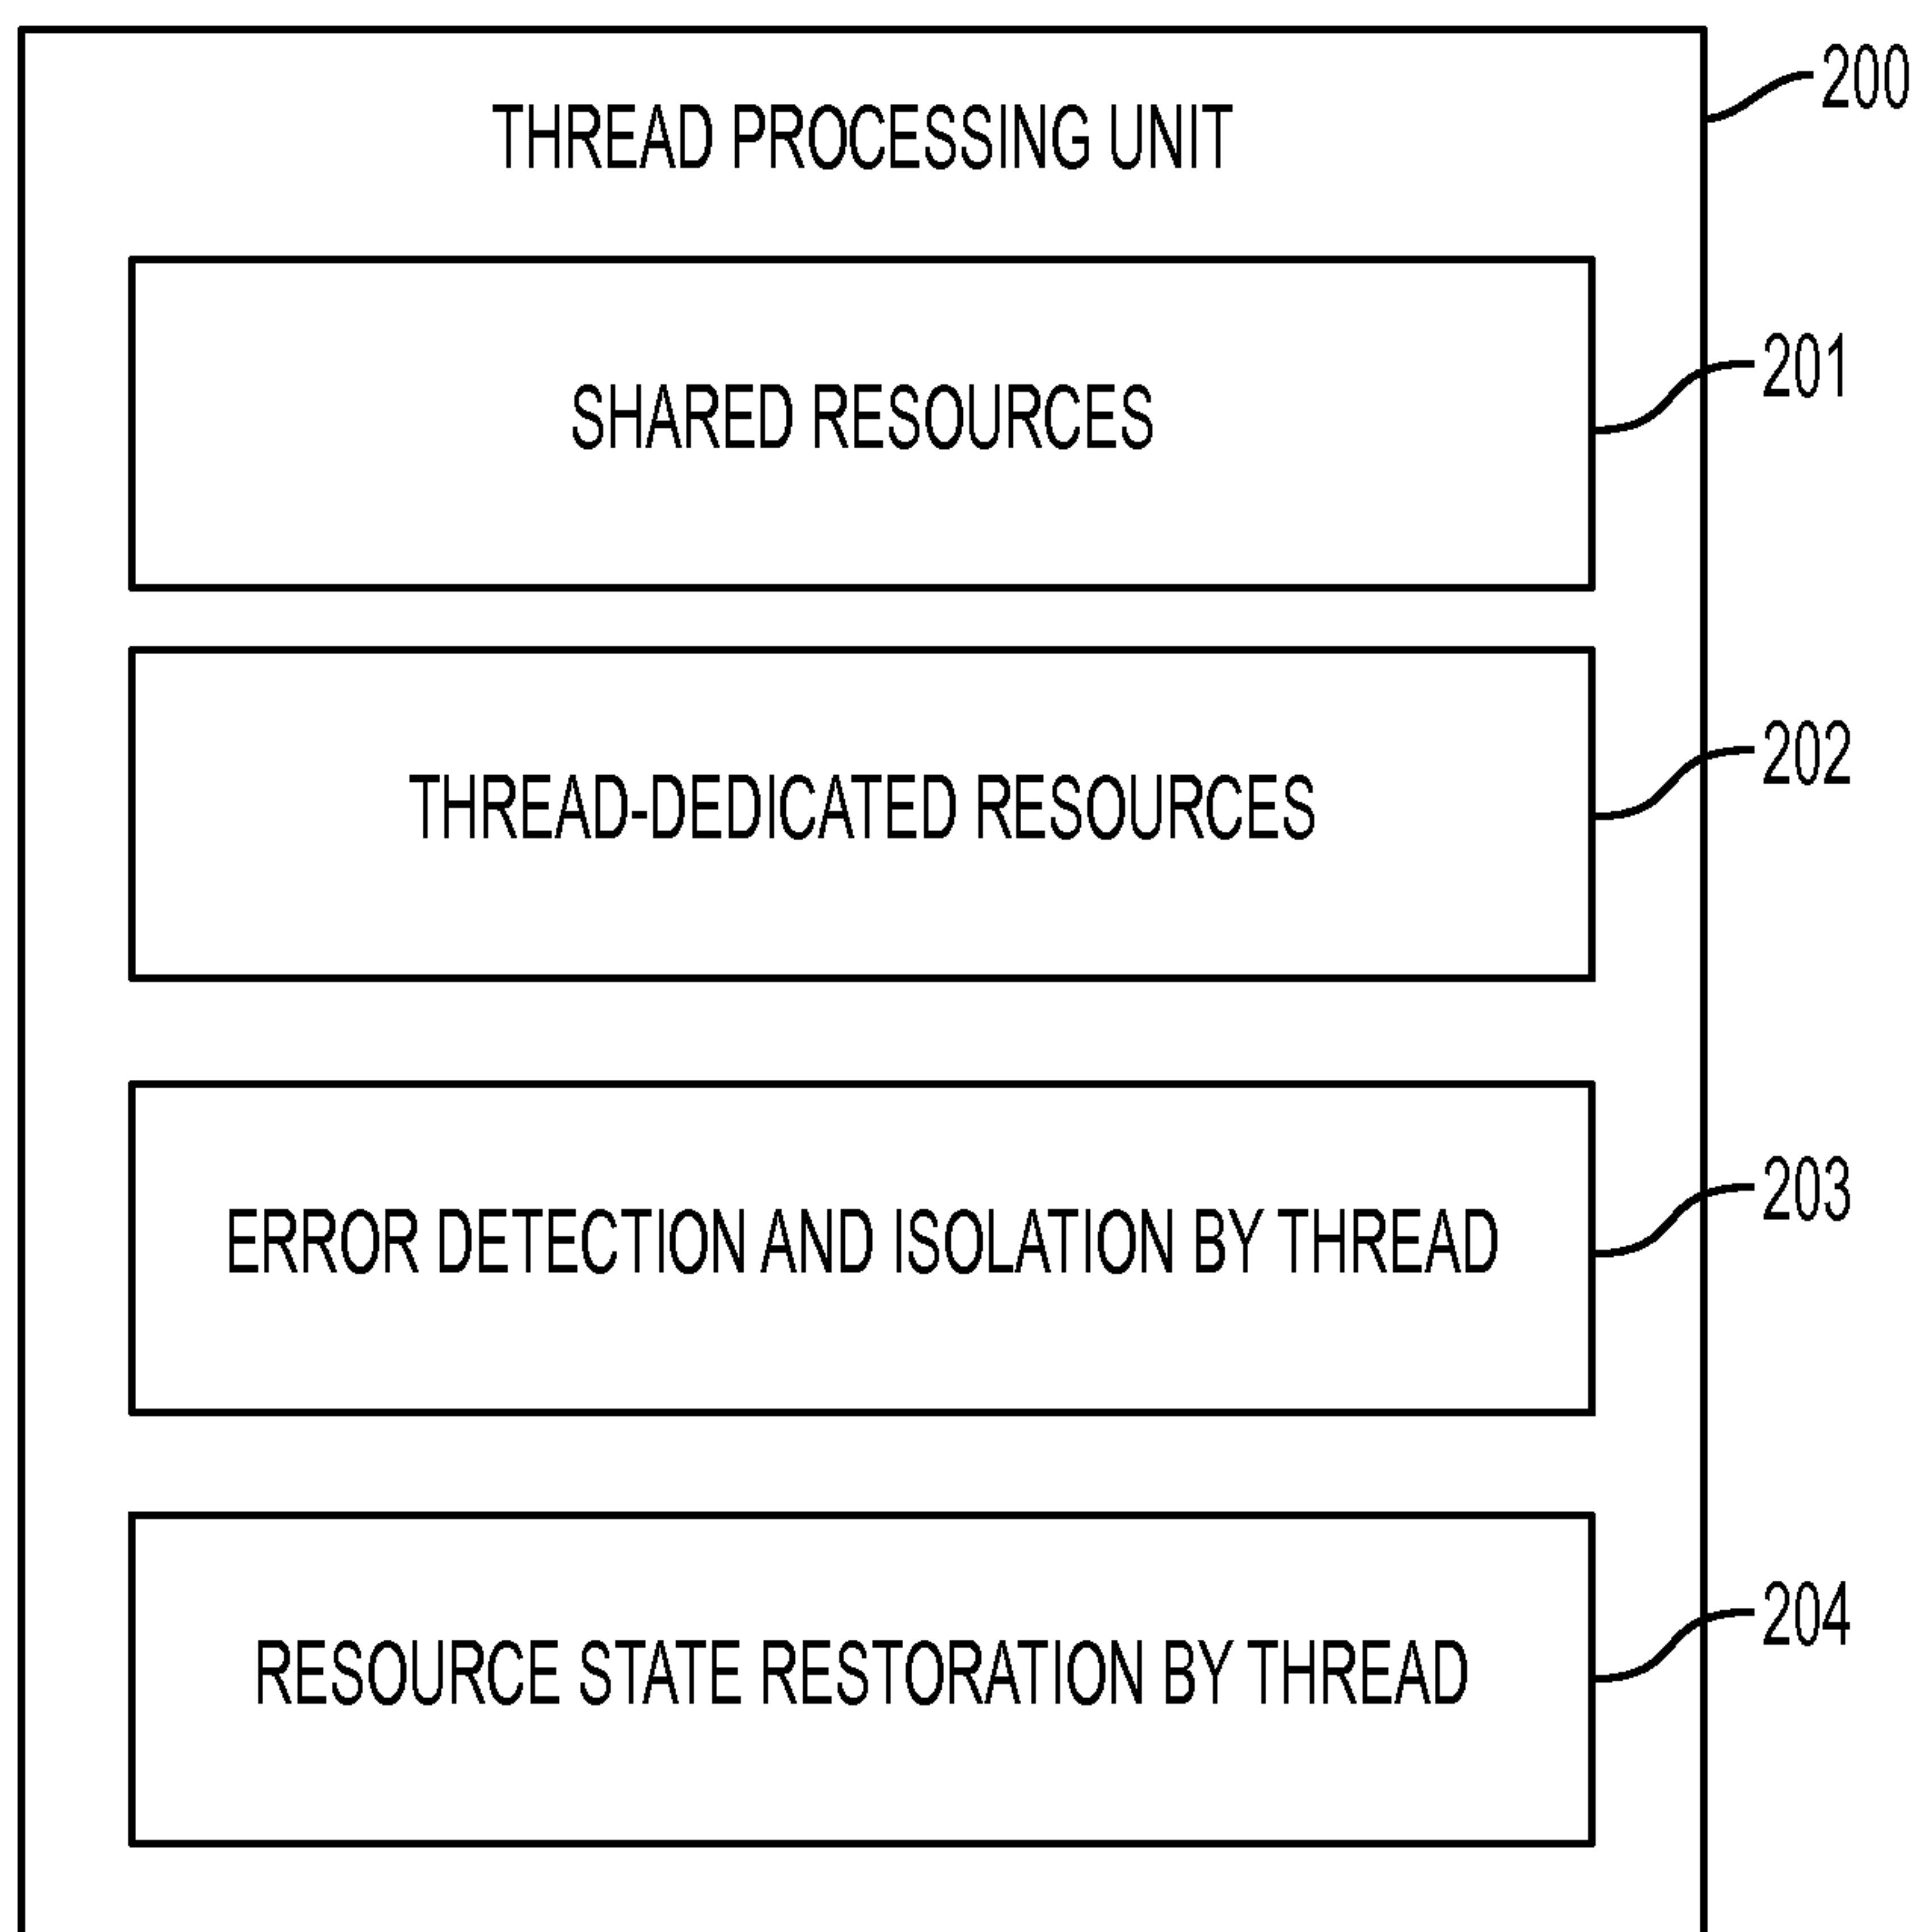 THREAD PROCESSING UNIT
200
SHARED RESOURCES
201
THREAD-DEDICATED RESOURCES
202
ERROR DETECTION AND ISOLATION BY THREAD
203
RESOURCE STATE RESTORATION BY THREAD
204